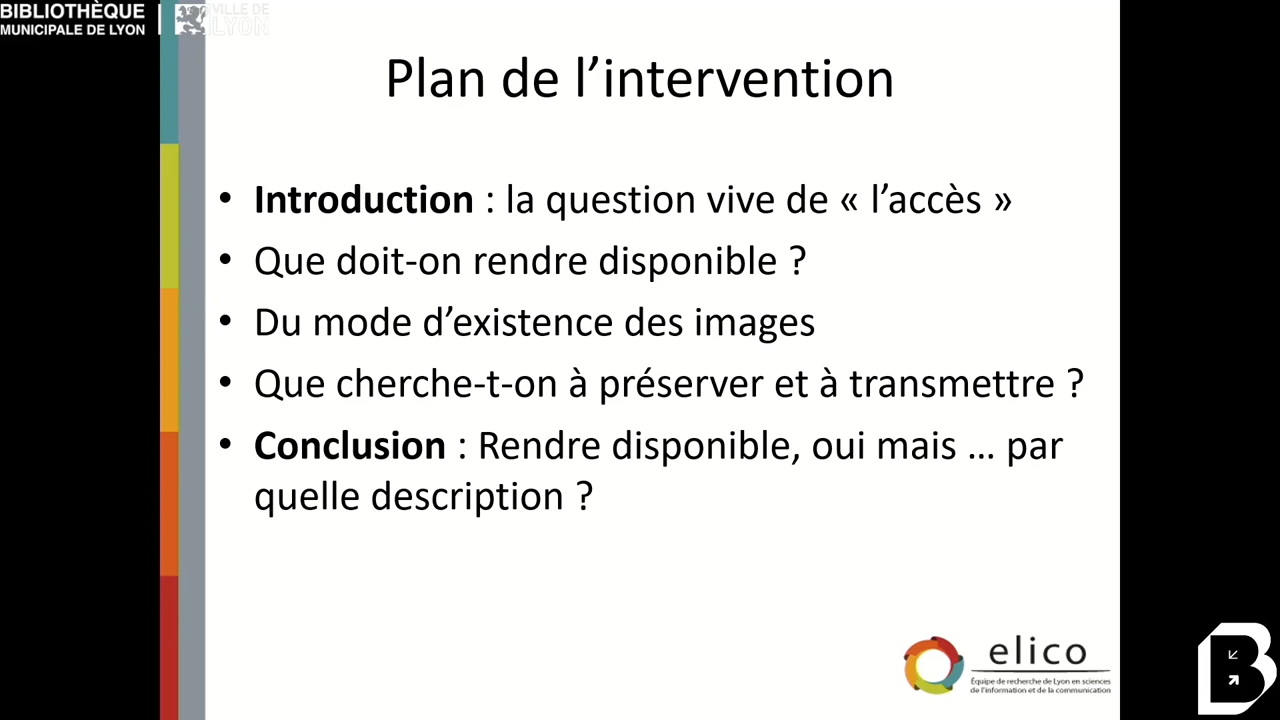 BIBLIOTHÈQUE
MUNICIPALE DE LYON
VILLE DE
LYON
Plan de l’intervention
• Introduction : la question vive de « l’accès »
• Que doit-on rendre disponible ?
• Du mode d’existence des images
• Que cherche-t-on à préserver et à transmettre ?
• Conclusion : Rendre disponible, oui mais … par
quelle description ?
elico
Équipe de recherche de Lyon en sciences
de l'information et de la communication